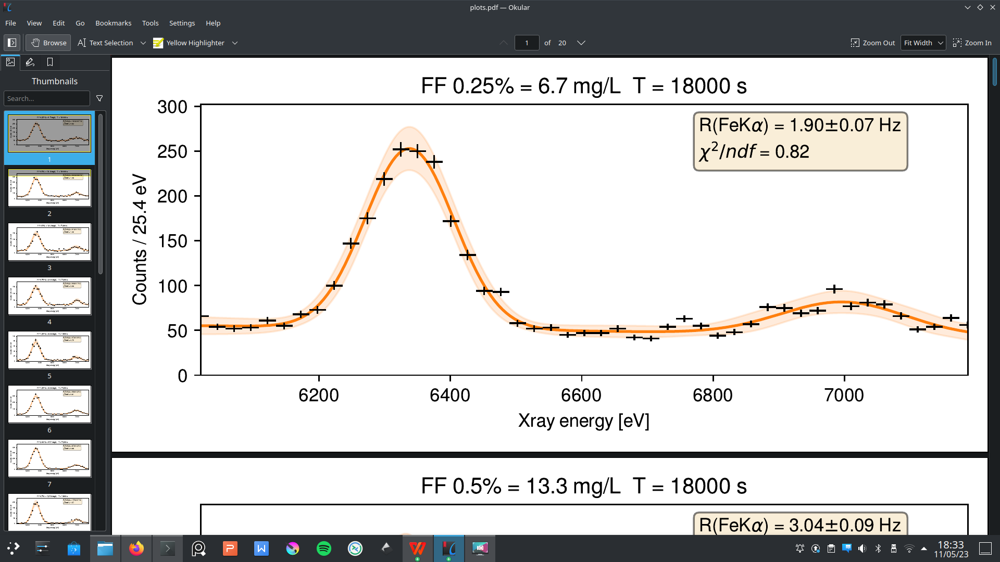 plots.pdf — Okular
File View Edit Go Bookmarks Tools Settings Help
Browse Text Selection Yellow Highlighter 1 of 20 Zoom Out Fit Width Zoom In
Thumbnails
Search...
1
2
3
4
5
6
7
FF 0.25% = 6.7 mg/L T = 18000 s
R(FeKα) = 1.90±0.07 Hz
χ²/ndf = 0.82
Counts / 25.4 eV
300
250
200
150
100
50
0
6200 6400 6600 6800 7000
Xray energy [eV]
FF 0.5% = 13.3 mg/L T = 18000 s
R(FeKα) = 3.04±0.09 Hz
18:33
11/05/23